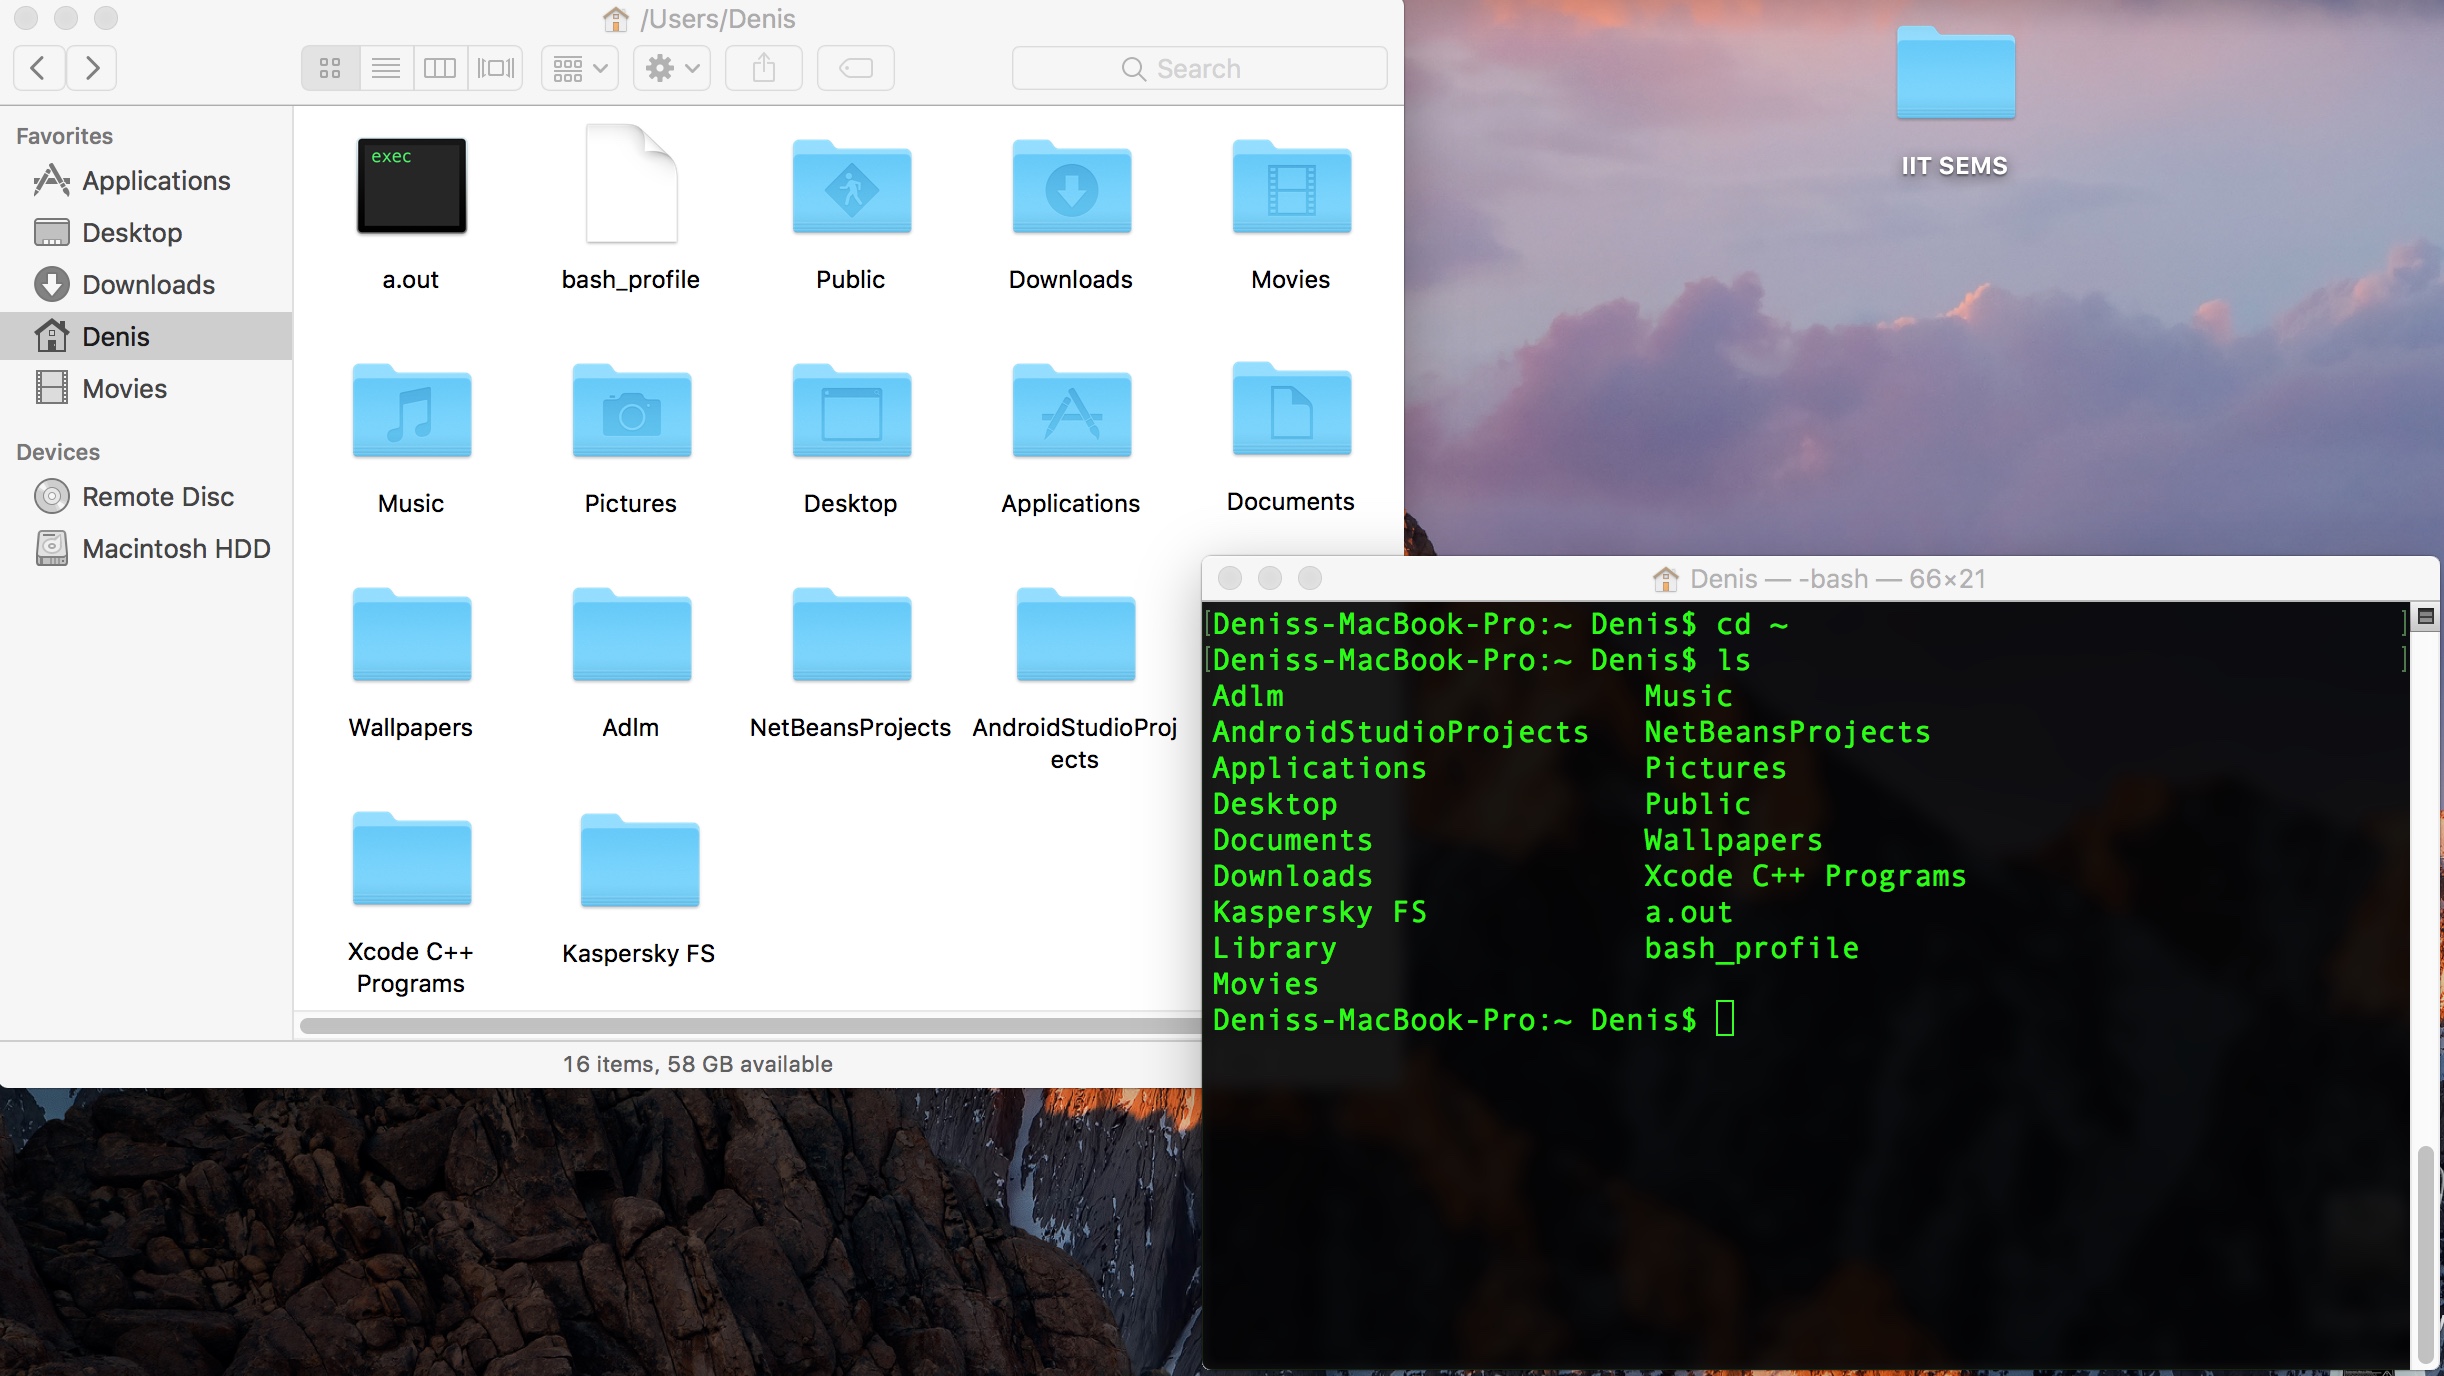 /Users/Denis
Search
Favorites
Applications
Desktop
Downloads
Denis
Movies
Devices
Remote Disc
Macintosh HDD
exec
a.out
bash_profile
Public
Downloads
Movies
Music
Pictures
Desktop
Applications
Documents
Wallpapers
Adlm
NetBeansProjects
AndroidStudioProj
ects
Xcode C++
Programs
Kaspersky FS
16 items, 58 GB available
IIT SEMS
Denis — -bash — 66×21
[Deniss-MacBook-Pro:~ Denis$ cd ~ ]
[Deniss-MacBook-Pro:~ Denis$ ls ]
Adlm Music
AndroidStudioProjects NetBeansProjects
Applications Pictures
Desktop Public
Documents Wallpapers
Downloads Xcode C++ Programs
Kaspersky FS a.out
Library bash_profile
Movies
Deniss-MacBook-Pro:~ Denis$